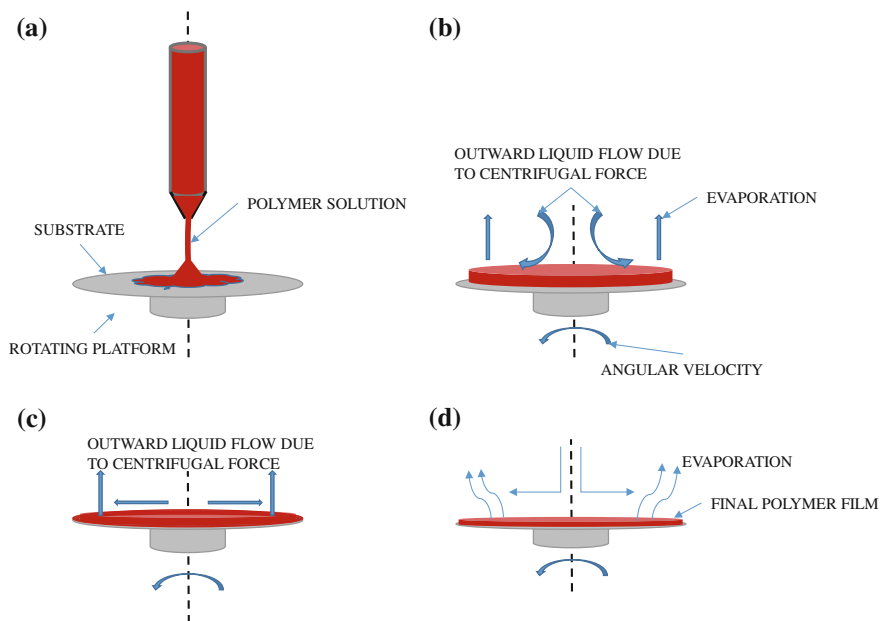 (a)
POLYMER SOLUTION
SUBSTRATE
ROTATING PLATFORM
(b)
OUTWARD LIQUID FLOW DUE
TO CENTRIFUGAL FORCE
EVAPORATION
ANGULAR VELOCITY
(c)
OUTWARD LIQUID FLOW DUE
TO CENTRIFUGAL FORCE
(d)
EVAPORATION
FINAL POLYMER FILM